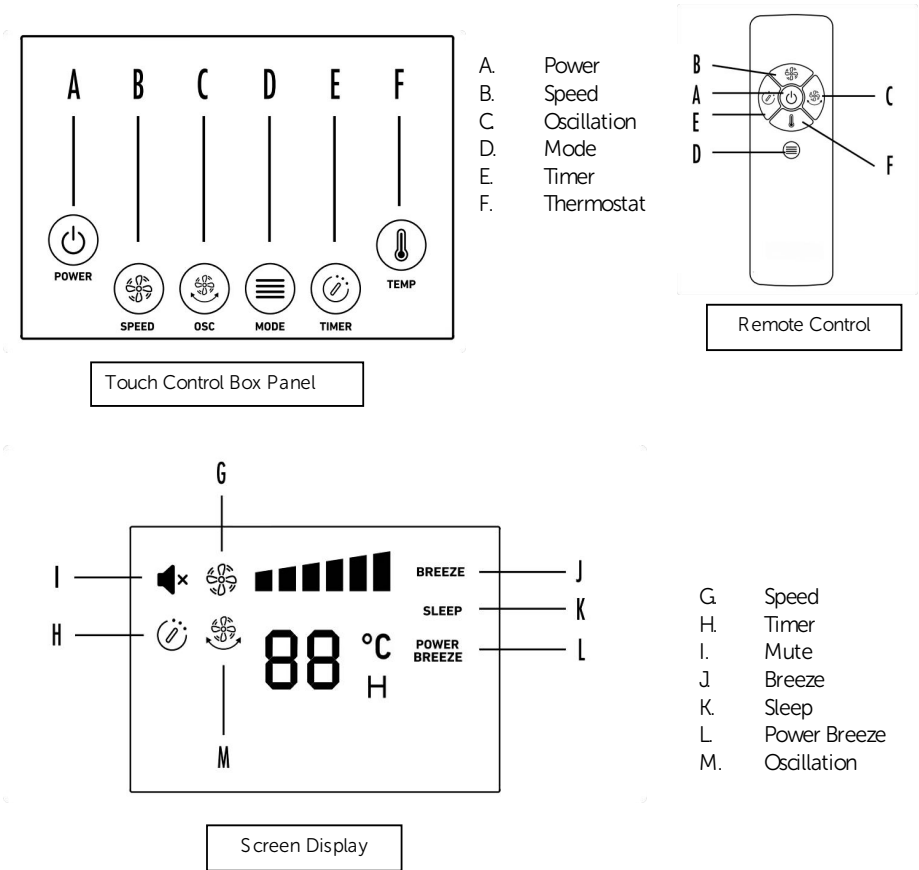 A B C D E F
POWER
SPEED OSC MODE TIMER
TEMP
Touch Control Box Panel
A. Power
B. Speed
C. Oscillation
D. Mode
E. Timer
F. Thermostat
B
A
E
D
C
F
Remote Control
G
I
H
M
BREEZE
SLEEP
POWER
BREEZE
88 °C
H
J
K
L
Screen Display
G. Speed
H. Timer
I. Mute
J. Breeze
K. Sleep
L. Power Breeze
M. Oscillation